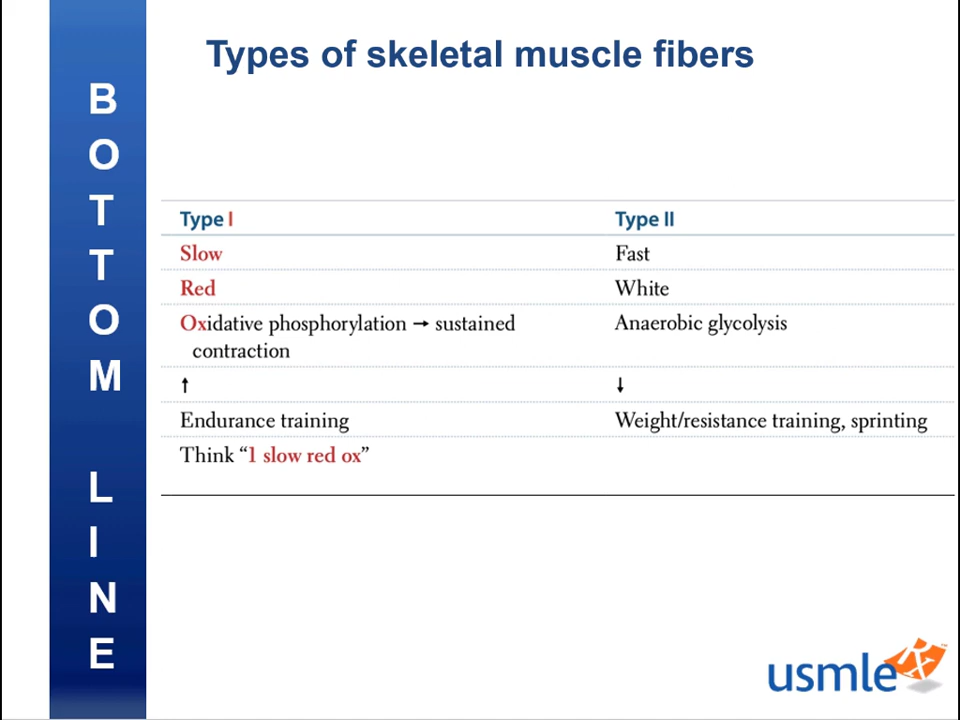 Types of skeletal muscle fibers
BOTTOM LINE
Type I Type II
Slow Fast
Red White
Oxidative phosphorylation → sustained Anaerobic glycolysis
contraction
↑ ↓
Endurance training Weight/resistance training, sprinting
Think “1 slow red ox”
usmle Rx